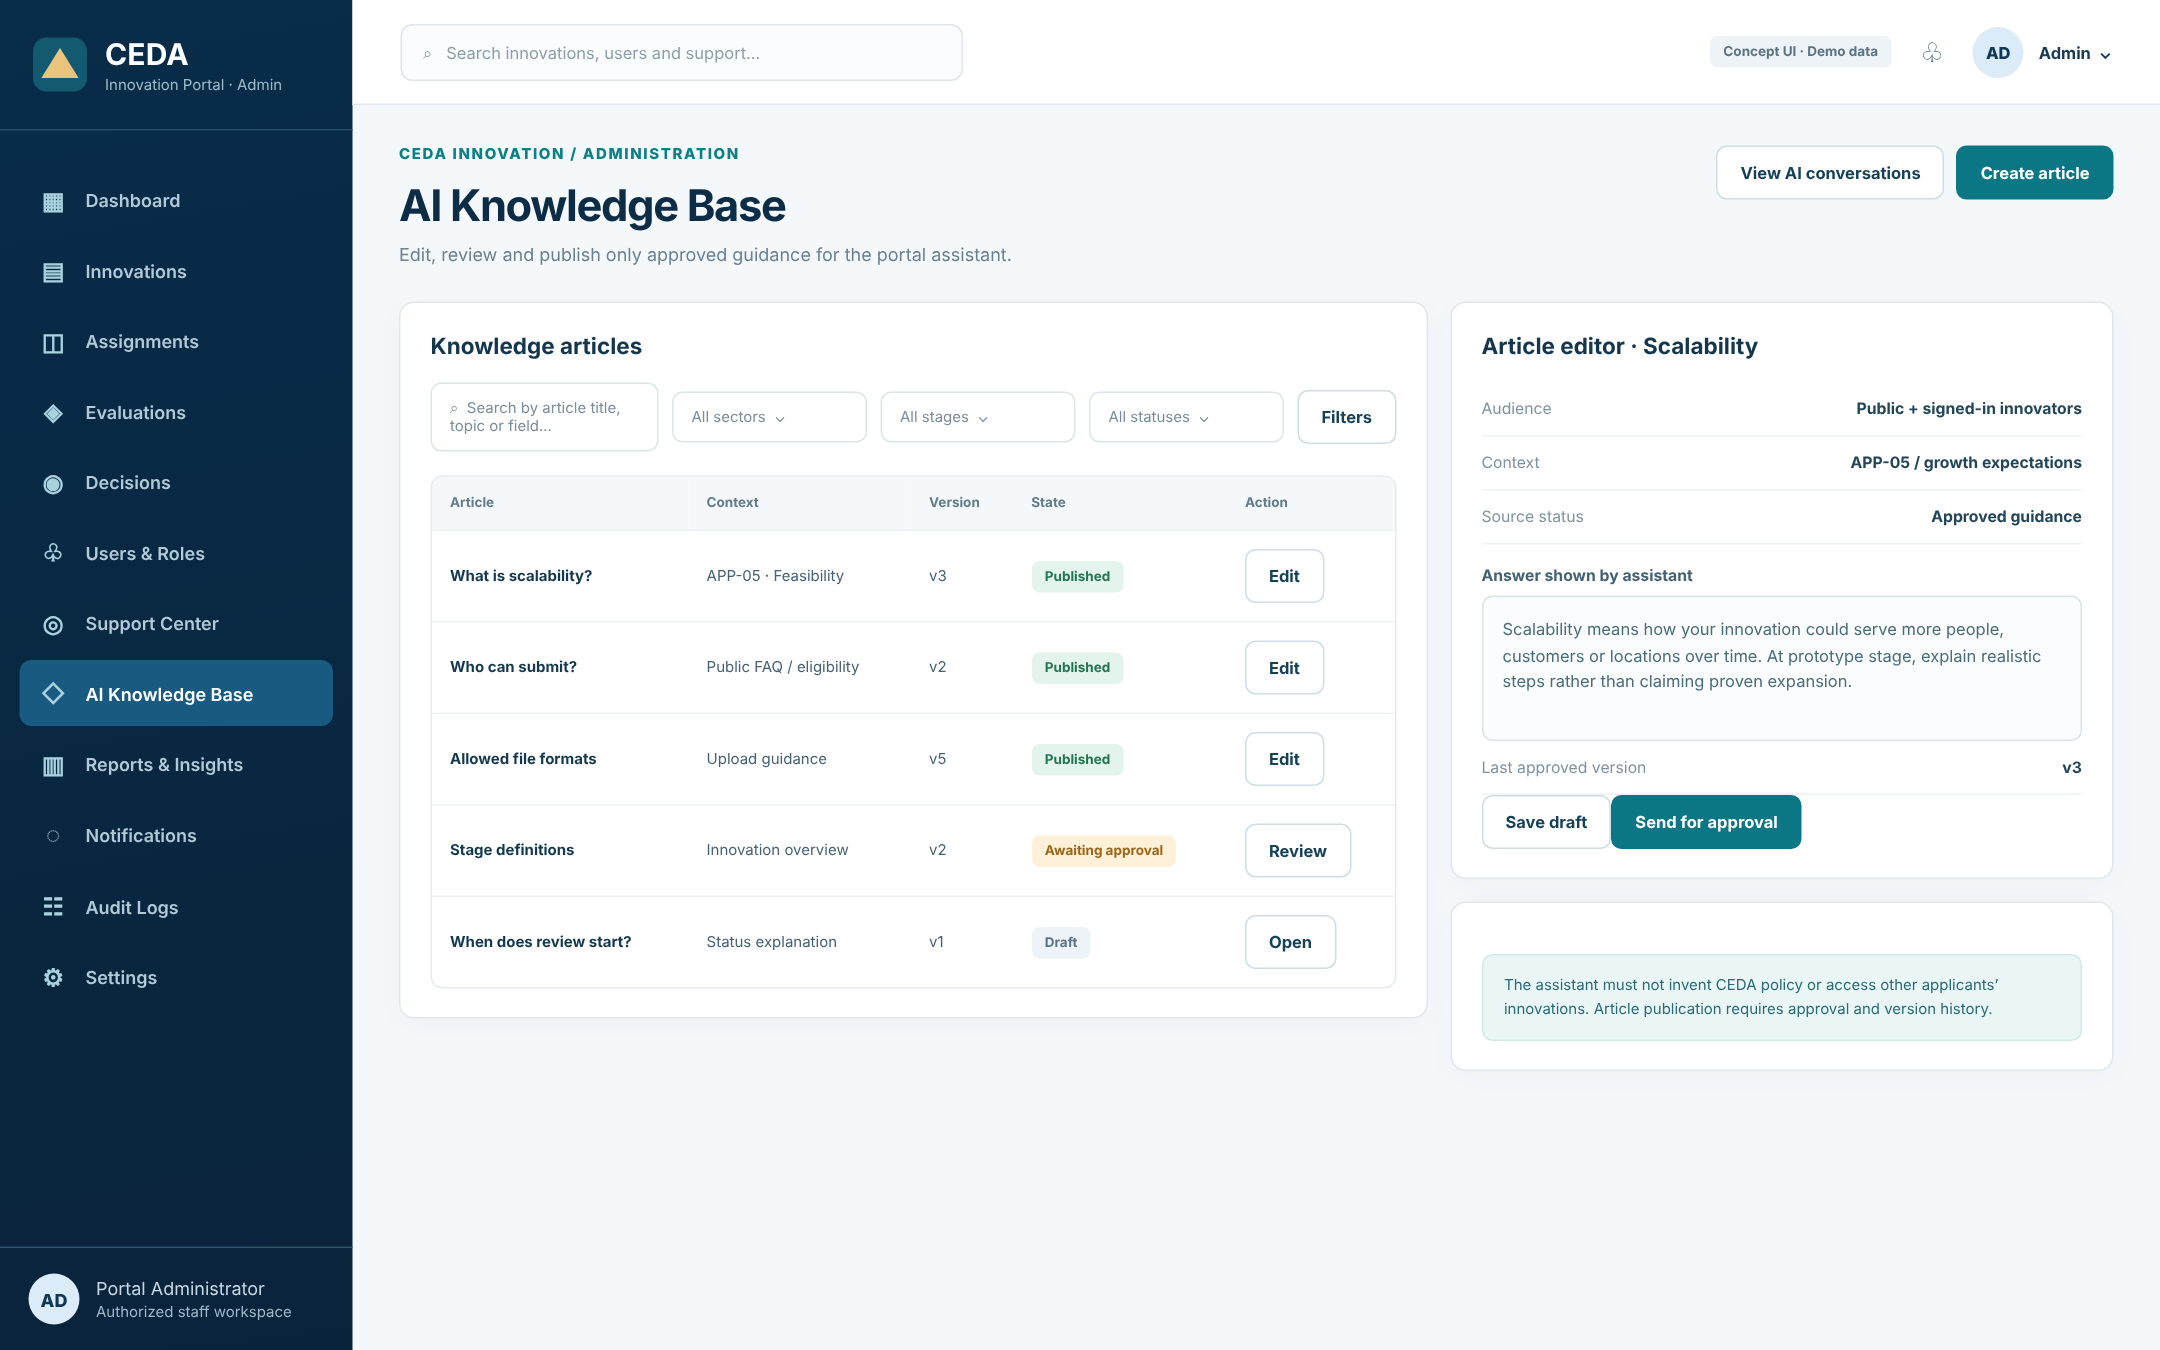 CEDA
Innovation Portal · Admin
Dashboard
Innovations
Assignments
Evaluations
Decisions
Users & Roles
Support Center
AI Knowledge Base
Reports & Insights
Notifications
Audit Logs
Settings
AD
Portal Administrator
Authorized staff workspace
Search innovations, users and support...
Concept UI · Demo data
AD
Admin
CEDA INNOVATION / ADMINISTRATION
AI Knowledge Base
Edit, review and publish only approved guidance for the portal assistant.
View AI conversations
Create article
Knowledge articles
Search by article title,
topic or field...
All sectors
All stages
All statuses
Filters
Article Context Version State Action
What is scalability? APP-05 · Feasibility v3 Published Edit
Who can submit? Public FAQ / eligibility v2 Published Edit
Allowed file formats Upload guidance v5 Published Edit
Stage definitions Innovation overview v2 Awaiting approval Review
When does review start? Status explanation v1 Draft Open
Article editor · Scalability
Audience Public + signed-in innovators
Context APP-05 / growth expectations
Source status Approved guidance
Answer shown by assistant
Scalability means how your innovation could serve more people,
customers or locations over time. At prototype stage, explain realistic
steps rather than claiming proven expansion.
Last approved version v3
Save draft
Send for approval
The assistant must not invent CEDA policy or access other applicants’
innovations. Article publication requires approval and version history.